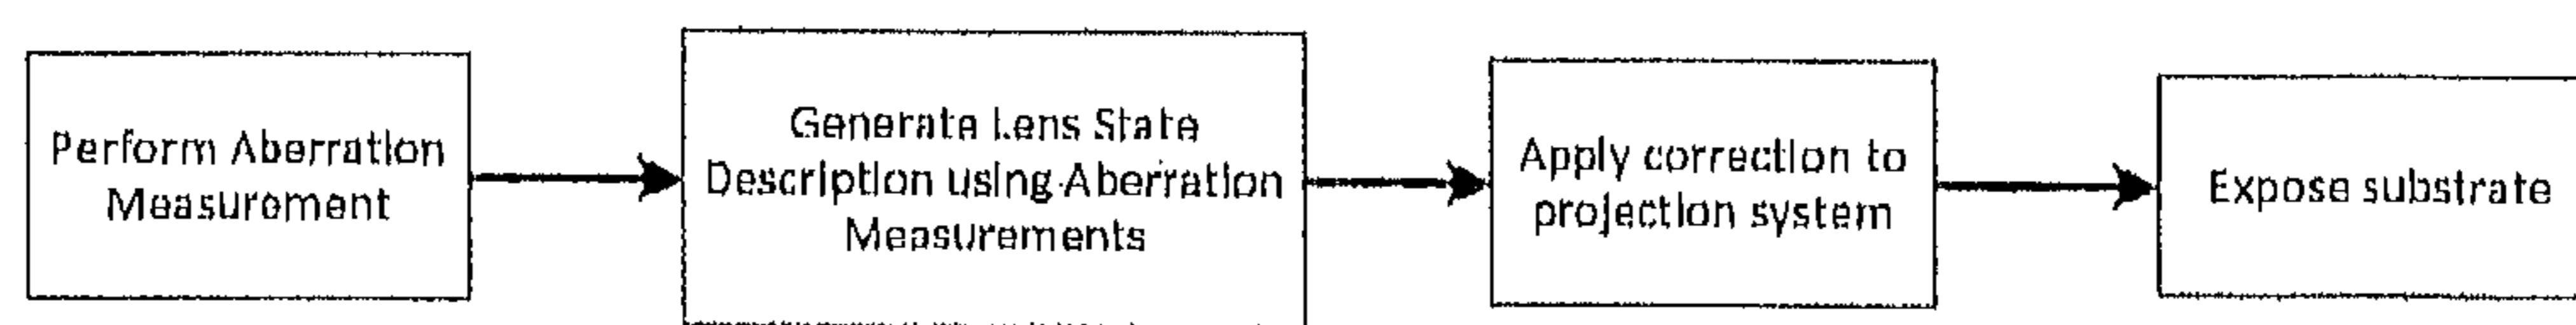 Perform Aberration
Measurement
Generate Lens State
Description using Aberration
Measurements
Apply correction to
projection system
Expose substrate